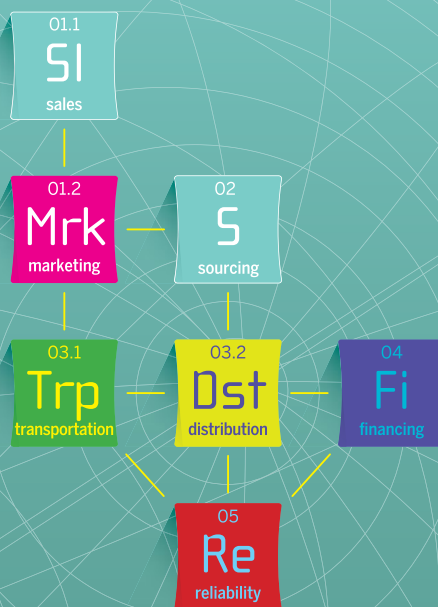 01.1
Sl
sales
01.2
Mrk
marketing
02
S
sourcing
03.1
Trp
transportation
03.2
Dst
distribution
04
Fi
financing
05
Re
reliability